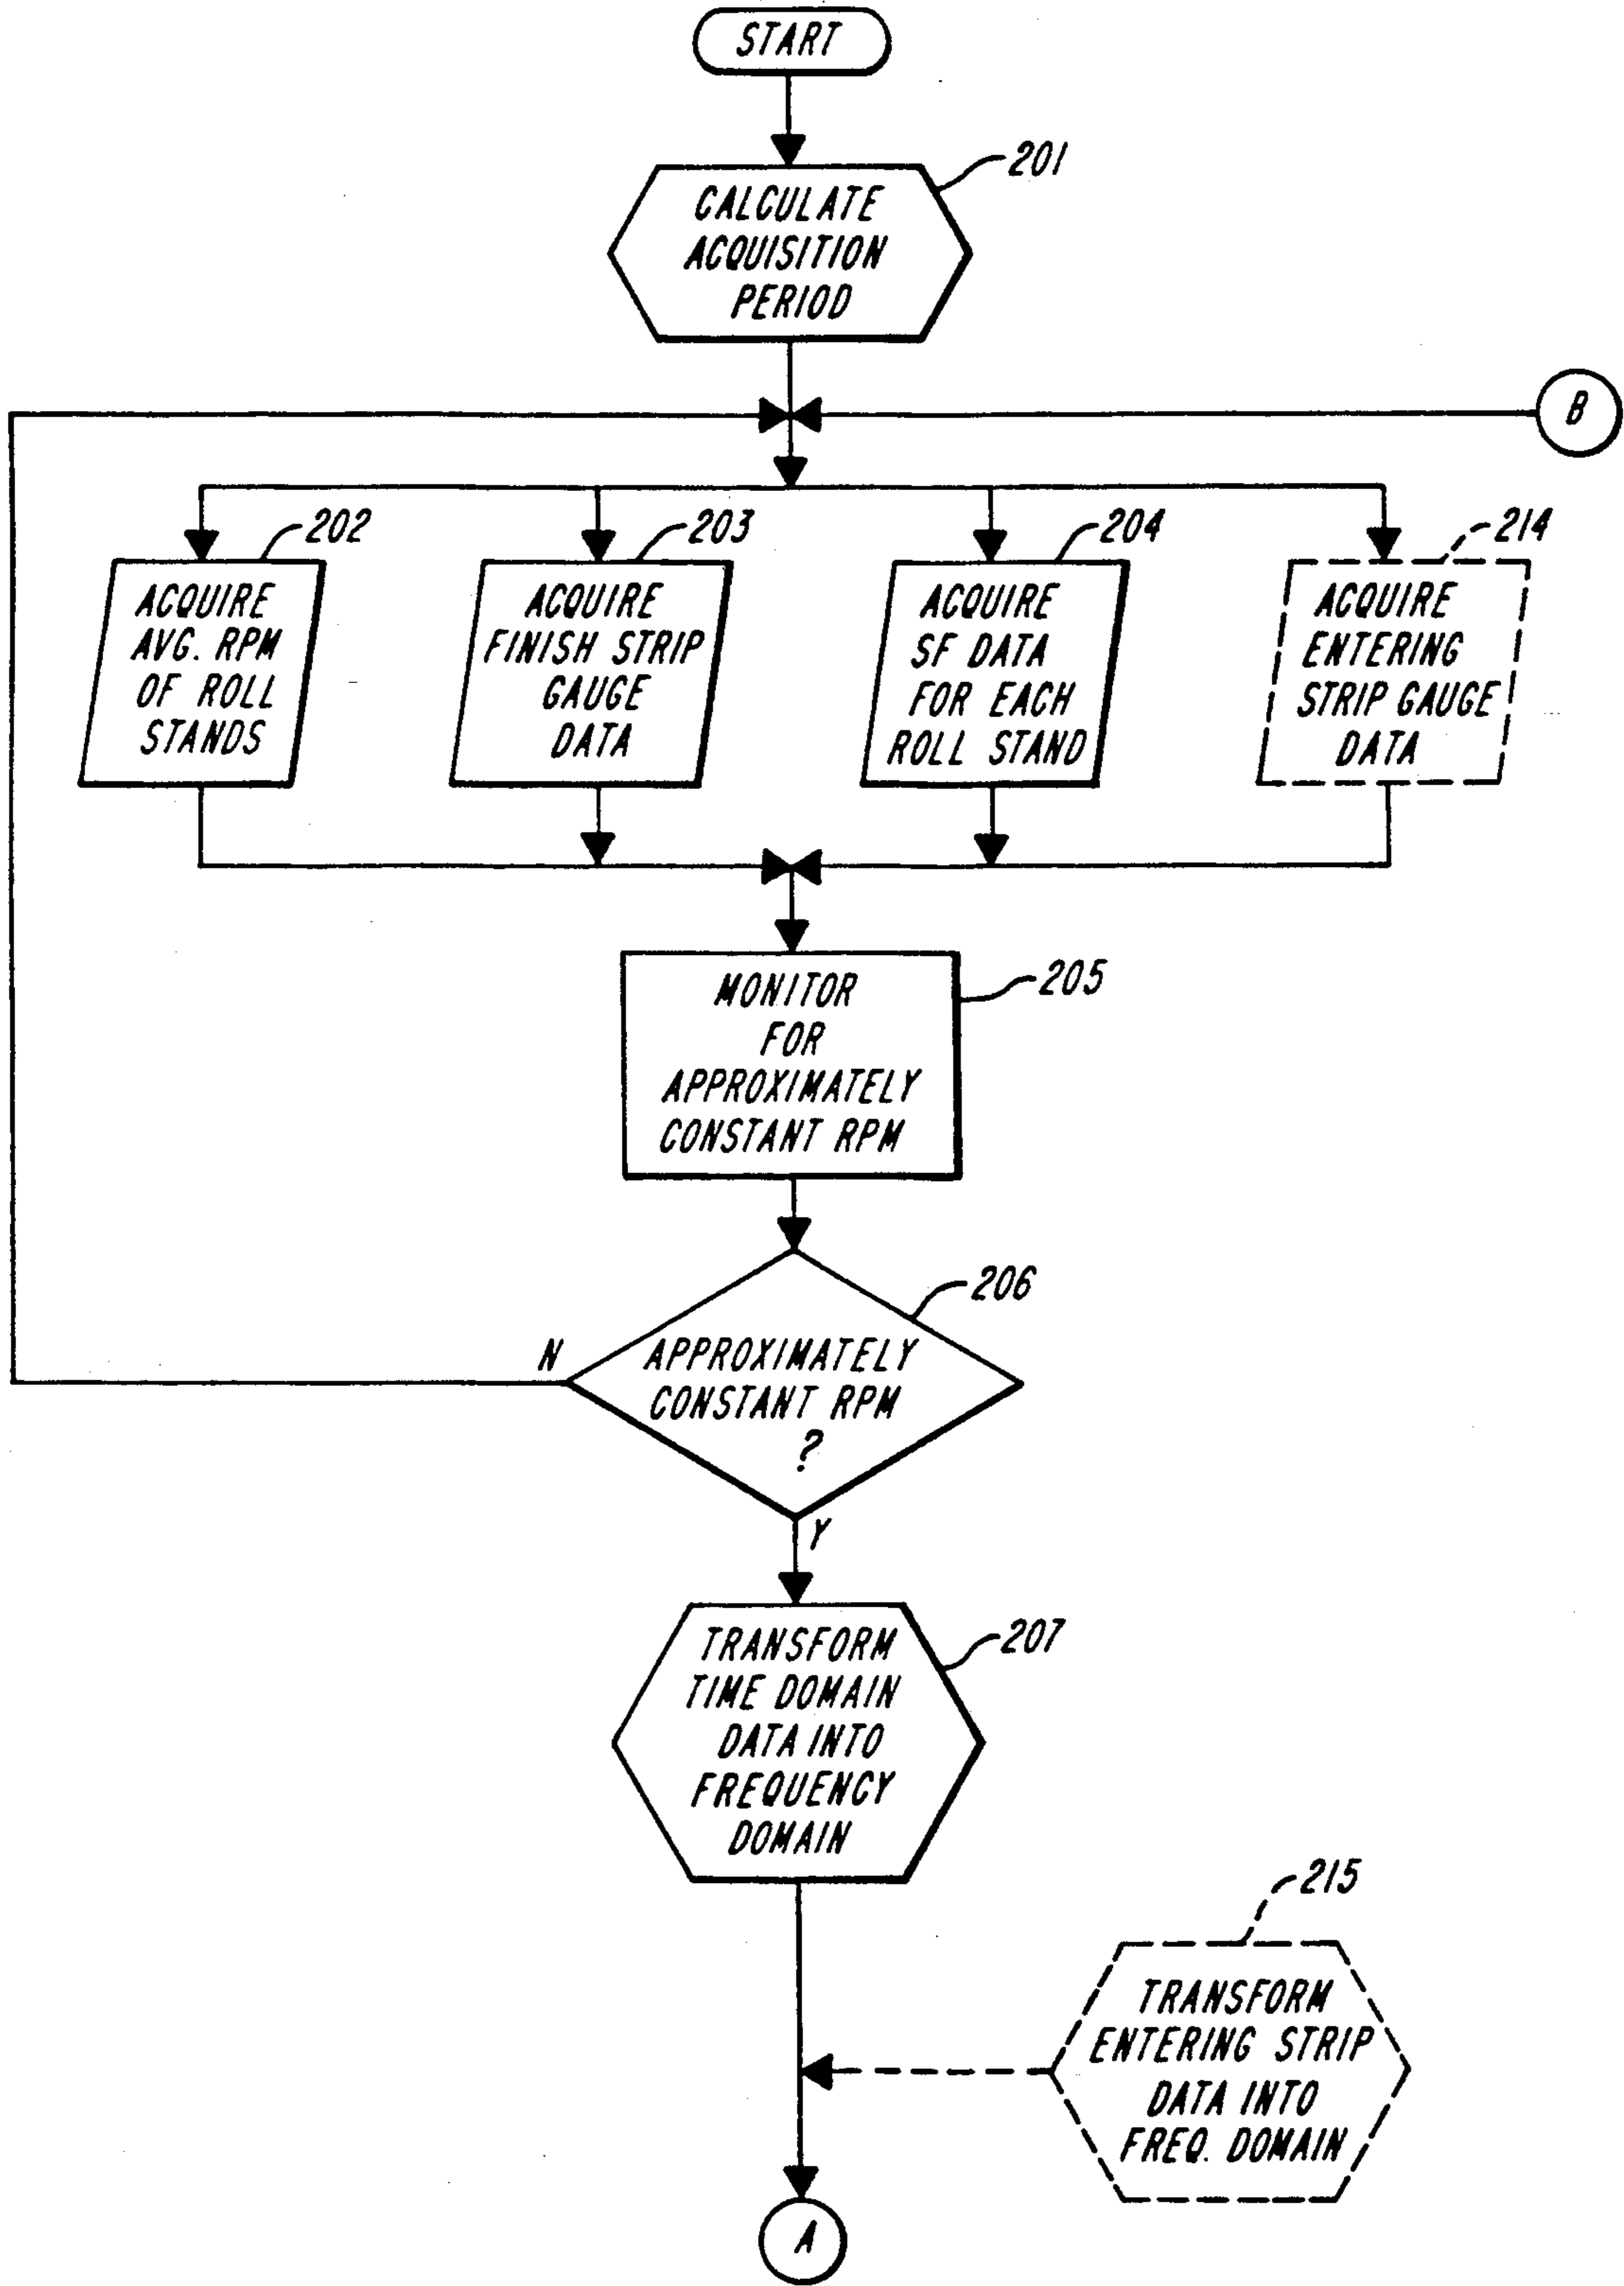 START
201
CALCULATE
ACQUISITION
PERIOD
B
202
ACQUIRE
AVG. RPM
OF ROLL
STANDS
203
ACQUIRE
FINISH STRIP
GAUGE
DATA
204
ACQUIRE
SF DATA
FOR EACH
ROLL STAND
214
ACQUIRE
ENTERING
STRIP GAUGE
DATA
205
MONITOR
FOR
APPROXIMATELY
CONSTANT RPM
206
N
APPROXIMATELY
CONSTANT RPM
?
Y
207
TRANSFORM
TIME DOMAIN
DATA INTO
FREQUENCY
DOMAIN
215
TRANSFORM
ENTERING STRIP
DATA INTO
FREQ. DOMAIN
A